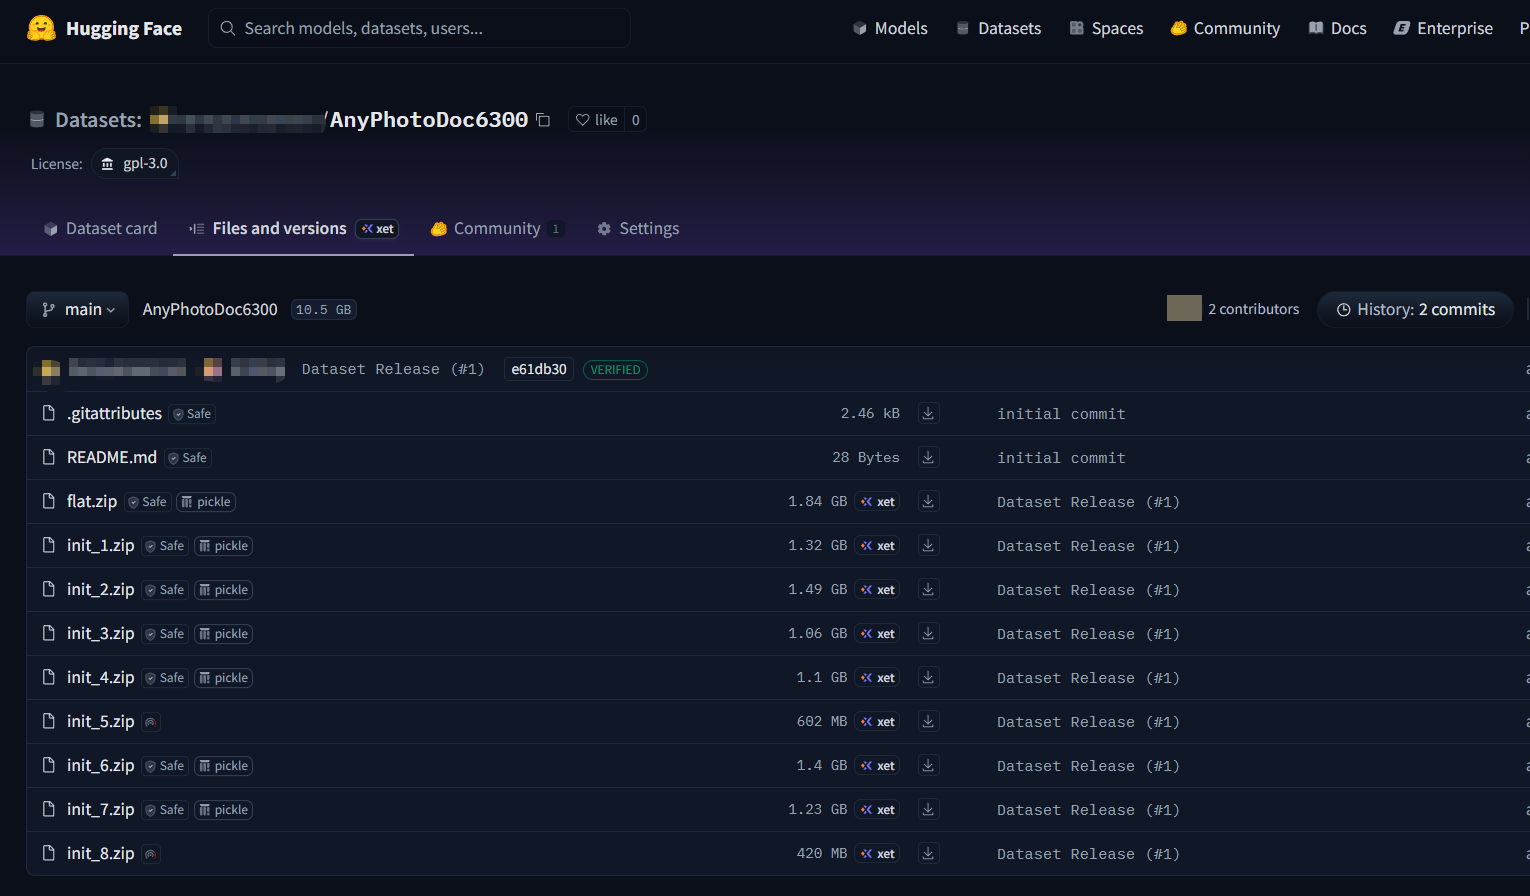 Hugging Face
Search models, datasets, users...
Models
Datasets
Spaces
Community
Docs
Enterprise
P
Datasets:
/AnyPhotoDoc6300
like
0
License:
gpl-3.0
Dataset card
Files and versions
xet
Community
1
Settings
main
AnyPhotoDoc6300
10.5 GB
2 contributors
History: 2 commits
Dataset Release (#1)
e61db30
VERIFIED
.gitattributes Safe 2.46 kB initial commit
README.md Safe 28 Bytes initial commit
flat.zip Safe pickle 1.84 GB xet Dataset Release (#1)
init_1.zip Safe pickle 1.32 GB xet Dataset Release (#1)
init_2.zip Safe pickle 1.49 GB xet Dataset Release (#1)
init_3.zip Safe pickle 1.06 GB xet Dataset Release (#1)
init_4.zip Safe pickle 1.1 GB xet Dataset Release (#1)
init_5.zip 602 MB xet Dataset Release (#1)
init_6.zip Safe pickle 1.4 GB xet Dataset Release (#1)
init_7.zip Safe pickle 1.23 GB xet Dataset Release (#1)
init_8.zip 420 MB xet Dataset Release (#1)